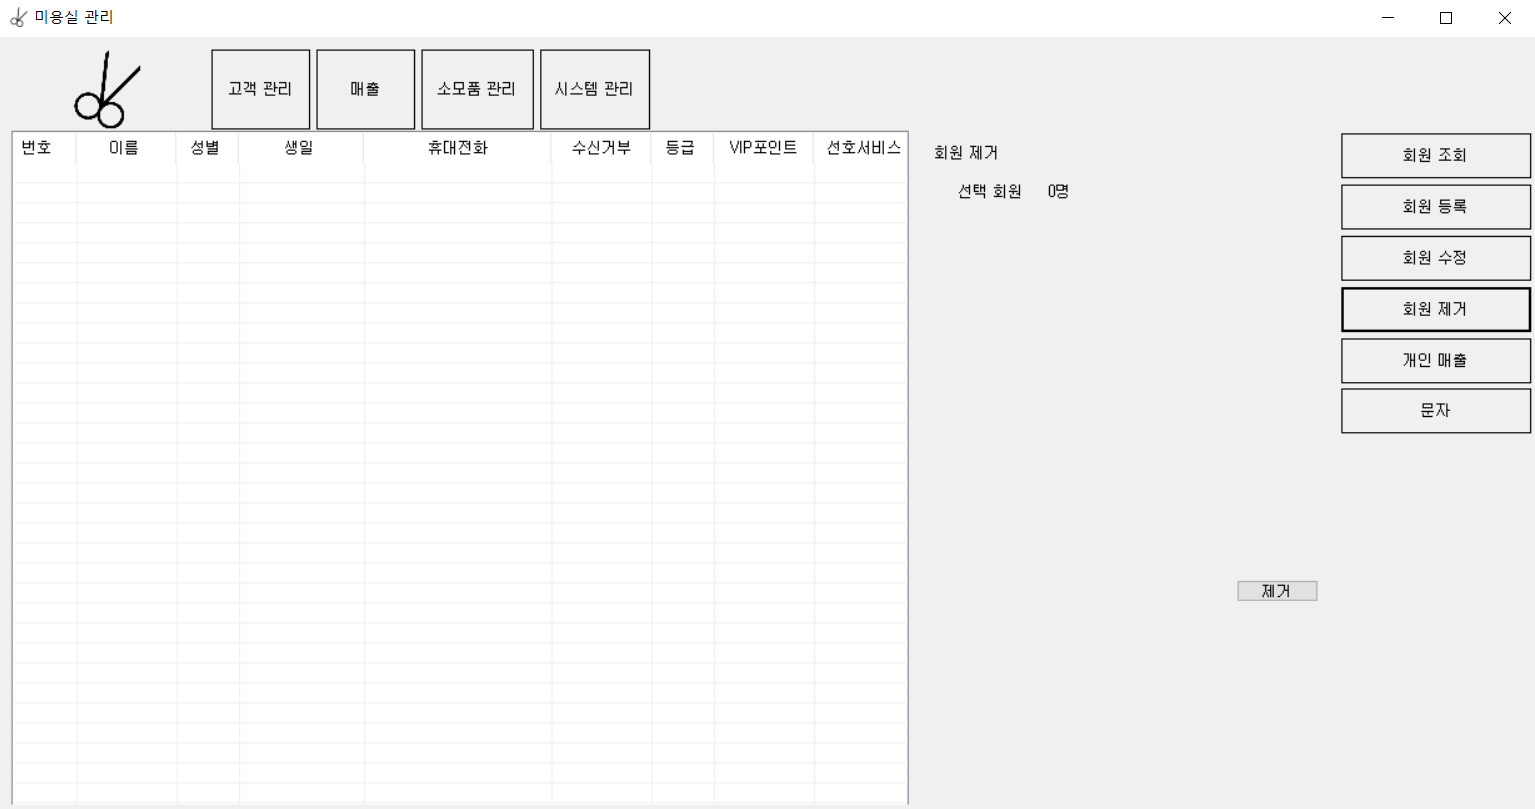 미용실 관리
고객 관리 매출 소모품 관리 시스템 관리
번호 이름 성별 생일 휴대전화 수신거부 등급 VIP포인트 선호서비스
회원 제거
선택 회원 0명
제거
회원 조회
회원 등록
회원 수정
회원 제거
개인 매출
문자